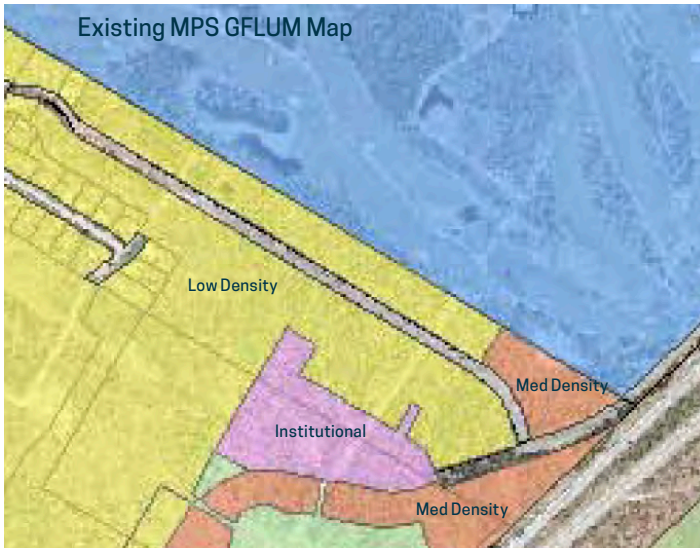 Existing MPS GFLUM Map
Low Density
Med Density
Institutional
Med Density